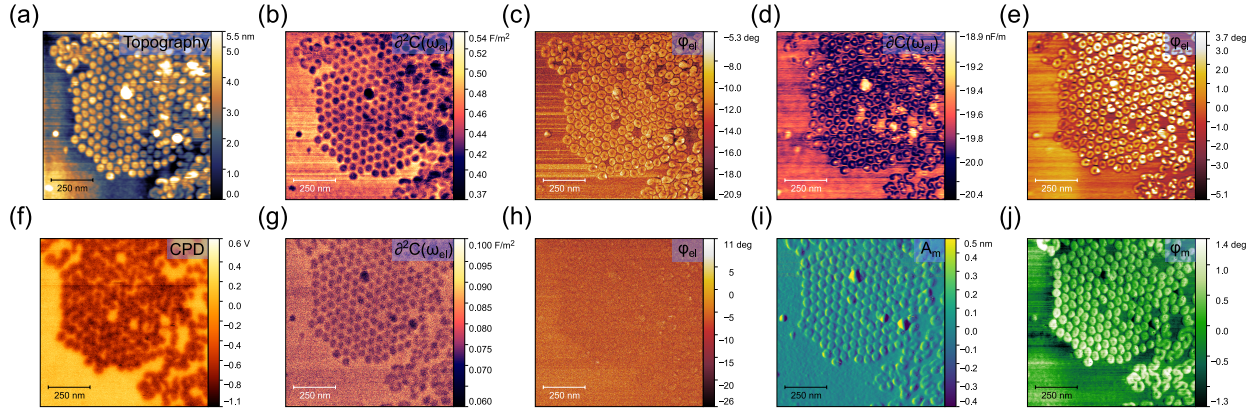 (a)
Topography
5.5 nm
5.0
4.0
3.0
2.0
1.0
0.0
250 nm
(b)
∂²C(ω_el)
0.54 F/m²
0.52
0.50
0.48
0.46
0.44
0.42
0.40
0.37
250 nm
(c)
φ_el
−5.3 deg
−8.0
−10.0
−12.0
−14.0
−16.0
−18.0
−20.9
250 nm
(d)
∂C(ω_el)
−18.9 nF/m
−19.2
−19.4
−19.6
−19.8
−20.0
−20.4
250 nm
(e)
φ_el
3.7 deg
2.0
1.0
0.0
−1.0
−2.0
−3.0
−5.1
250 nm
(f)
CPD
0.6 V
0.4
0.2
0.0
−0.2
−0.4
−0.6
−0.8
−1.1
250 nm
(g)
∂²C(ω_el)
0.100 F/m²
0.095
0.090
0.085
0.080
0.075
0.070
0.060
250 nm
(h)
φ_el
11 deg
5
0
−5
−10
−15
−20
−26
250 nm
(i)
A_m
0.5 nm
0.3
0.2
0.1
0.0
−0.1
−0.2
−0.3
−0.4
250 nm
(j)
φ_m
1.4 deg
1.0
0.5
0.0
−0.5
−1.3
250 nm